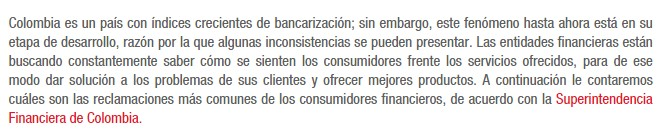 Colombia es un país con índices crecientes de bancarización; sin embargo, este fenómeno hasta ahora está en su
etapa de desarrollo, razón por la que algunas inconsistencias se pueden presentar. Las entidades financieras están
buscando constantemente saber cómo se sienten los consumidores frente los servicios ofrecidos, para de ese
modo dar solución a los problemas de sus clientes y ofrecer mejores productos. A continuación le contaremos
cuáles son las reclamaciones más comunes de los consumidores financieros, de acuerdo con la Superintendencia
Financiera de Colombia.